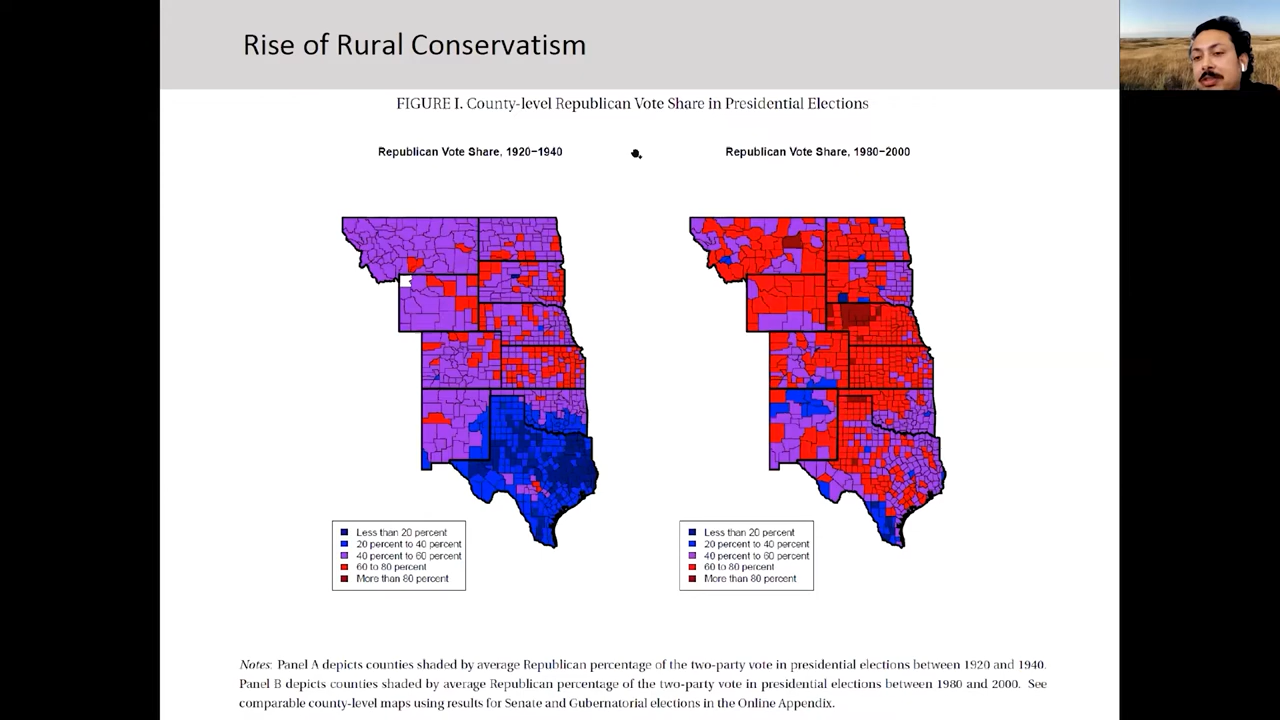 Rise of Rural Conservatism
FIGURE I. County-level Republican Vote Share in Presidential Elections
Republican Vote Share, 1920−1940
Republican Vote Share, 1980−2000
Less than 20 percent
20 percent to 40 percent
40 percent to 60 percent
60 to 80 percent
More than 80 percent
Less than 20 percent
20 percent to 40 percent
40 percent to 60 percent
60 to 80 percent
More than 80 percent
Notes: Panel A depicts counties shaded by average Republican percentage of the two-party vote in presidential elections between 1920 and 1940.
Panel B depicts counties shaded by average Republican percentage of the two-party vote in presidential elections between 1980 and 2000. See
comparable county-level maps using results for Senate and Gubernatorial elections in the Online Appendix.